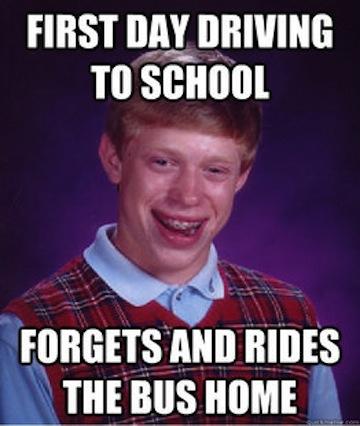 FIRST DAY DRIVING
TO SCHOOL
FORGETS AND RIDES
THE BUS HOME